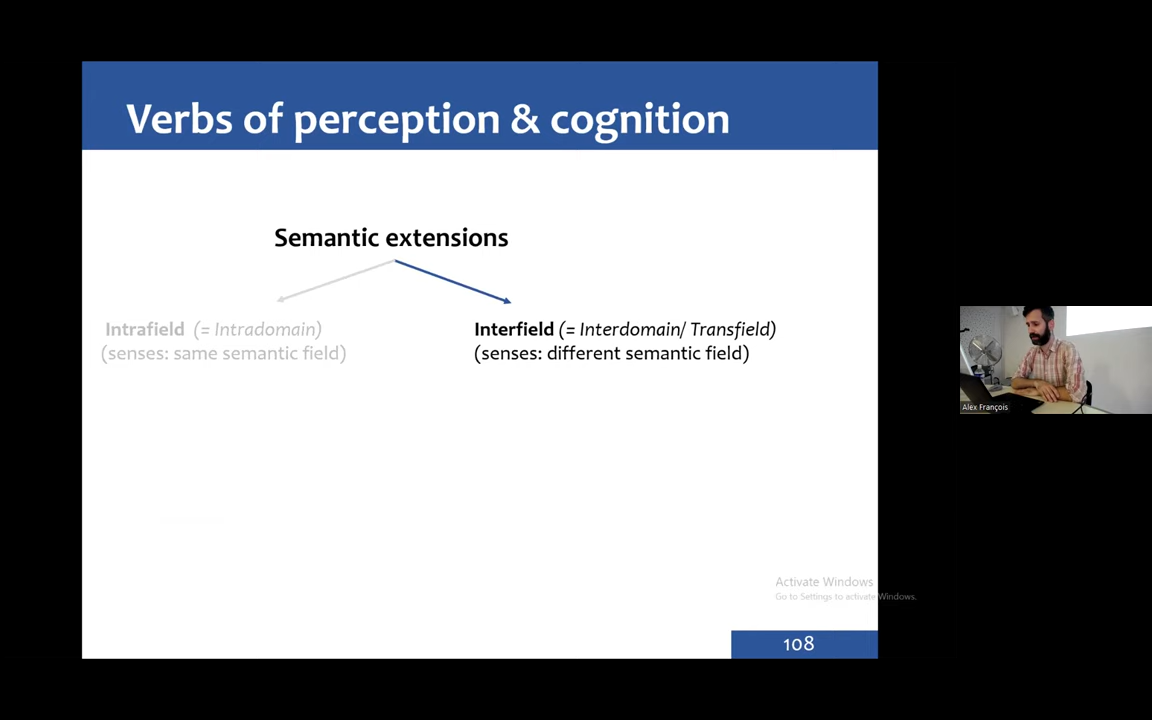 Verbs of perception & cognition
Semantic extensions
Intrafield (= Intradomain)
(senses: same semantic field)
Interfield (= Interdomain/ Transfield)
(senses: different semantic field)
Alex François
Activate Windows
Go to Settings to activate Windows.
108